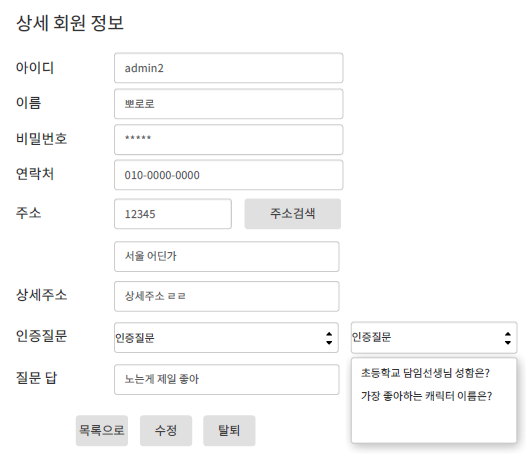 상세 회원 정보
아이디 admin2
이름 뽀로로
비밀번호 *****
연락처 010-0000-0000
주소 12345 주소검색
서울 어딘가
상세주소 상세주소 ㄹㄹ
인증질문 인증질문 인증질문
초등학교 담임선생님 성함은?
질문 답 노는게 제일 좋아
가장 좋아하는 캐릭터 이름은?
목록으로 수정 탈퇴